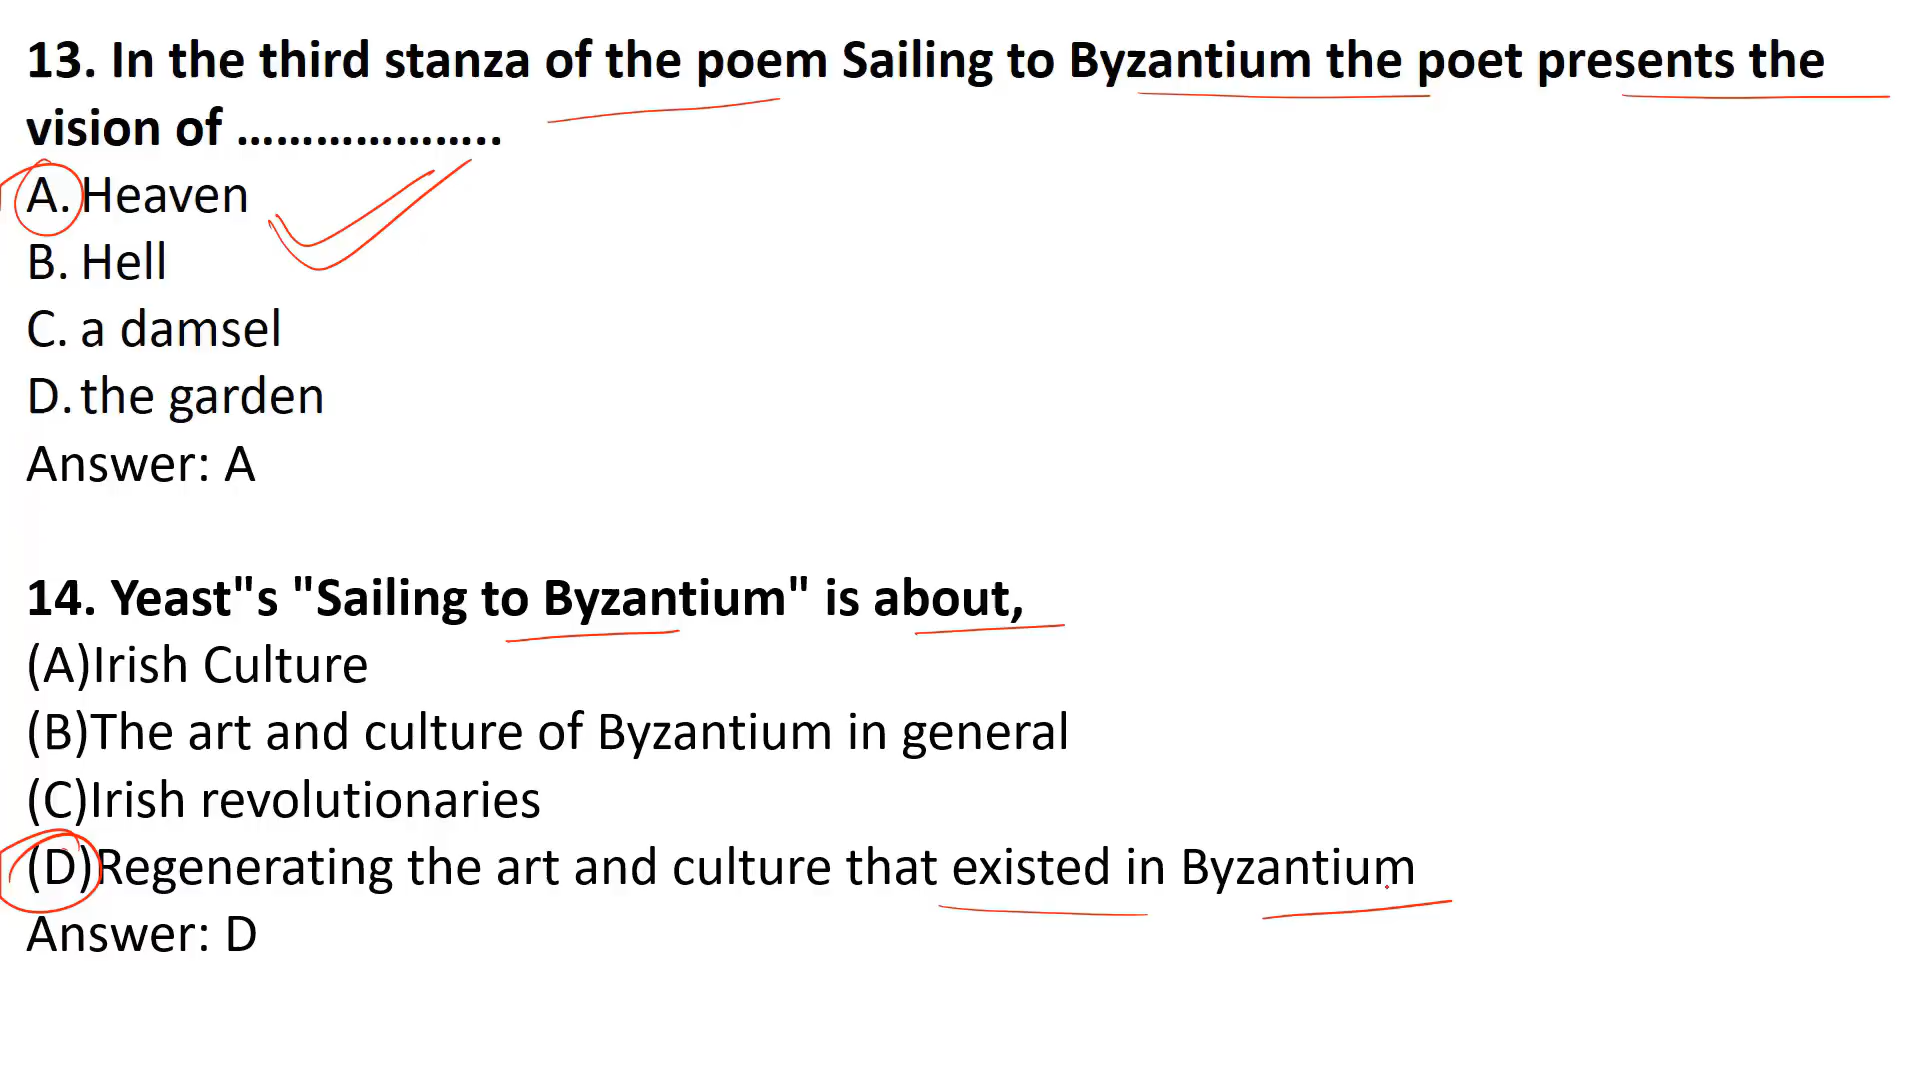 13. In the third stanza of the poem Sailing to Byzantium the poet presents the
vision of …………………..
A. Heaven
B. Hell
C. a damsel
D. the garden
Answer: A
14. Yeast"s "Sailing to Byzantium" is about,
(A)Irish Culture
(B)The art and culture of Byzantium in general
(C)Irish revolutionaries
(D)Regenerating the art and culture that existed in Byzantium
Answer: D